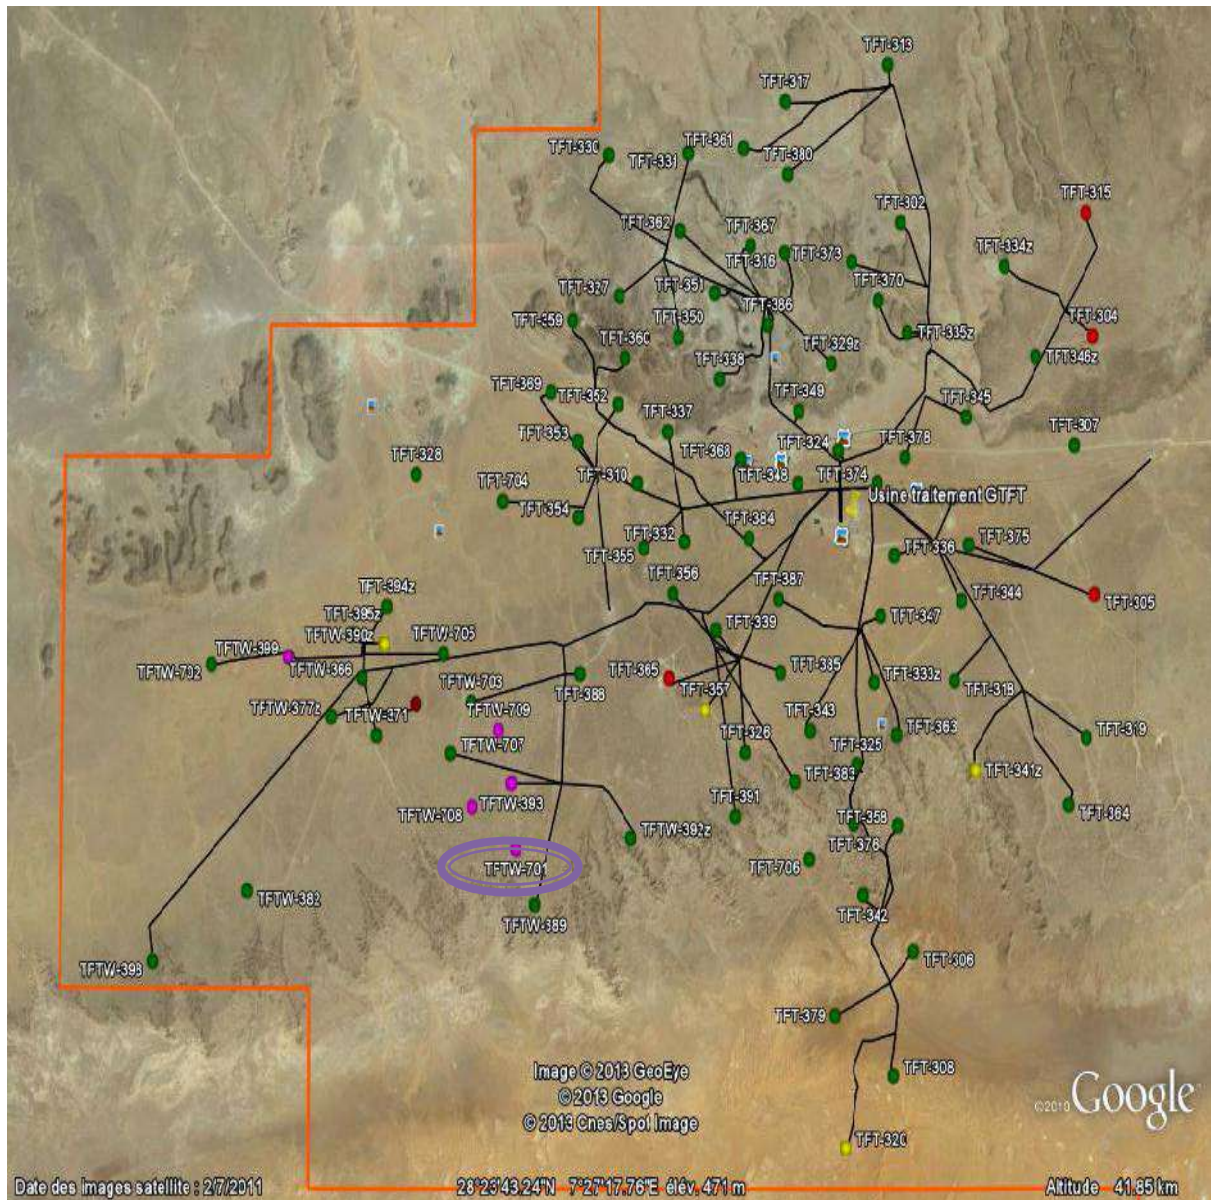 TFT-313
TFT-317
TFT-361
TFT-330
TFT-331
TFT-380
TFT-315
TFT-302
TFT-362
TFT-367
TFT-334z
TFT-316
TFT-373
TFT-370
TFT-327
TFT-351
TFT-304
TFT-359
TFT-350
TFT-386
TFT-335z
TFT-360
TFT-338
TFT-329z
TFT346z
TFT-369
TFT-352
TFT-349
TFT-345
TFT-337
TFT-353
TFT-368
TFT-324
TFT-378
TFT-307
TFT-328
TFT-310
TFT-348
TFT-374
TFT-704
Usine traitement GTFT
TFT-354
TFT-384
TFT-332
TFT-375
TFT-355
TFT-336
TFT-356
TFT-387
TFT-394z
TFT-344
TFT-305
TFT-395z
TFT-347
TFTW-390z
TFTW-705
TFT-339
TFTW-399
TFTW-702
TFTW-366
TFT-365
TFT-385
TFTW-703
TFT-388
TFT-357
TFT-333z
TFT-318
TFTW-377z
TFTW-371
TFTW-709
TFT-343
TFT-363
TFT-319
TFTW-707
TFT-326
TFT-325
TFT-341z
TFT-383
TFTW-393
TFT-391
TFTW-708
TFT-364
TFTW-392z
TFT-358
TFT-376
TFTW-701
TFT-706
TFTW-382
TFT-342
TFTW-389
TFT-306
TFTW-398
TFT-379
TFT-308
Image © 2013 GeoEye
© 2013 Google
© 2013 Cnes/Spot Image
©2010 Google
TFT-320
Date des images satellite : 2/7/2011
28°23'43.24"N 7°27'17.76"E élév. 471 m
Altitude 41.85 km